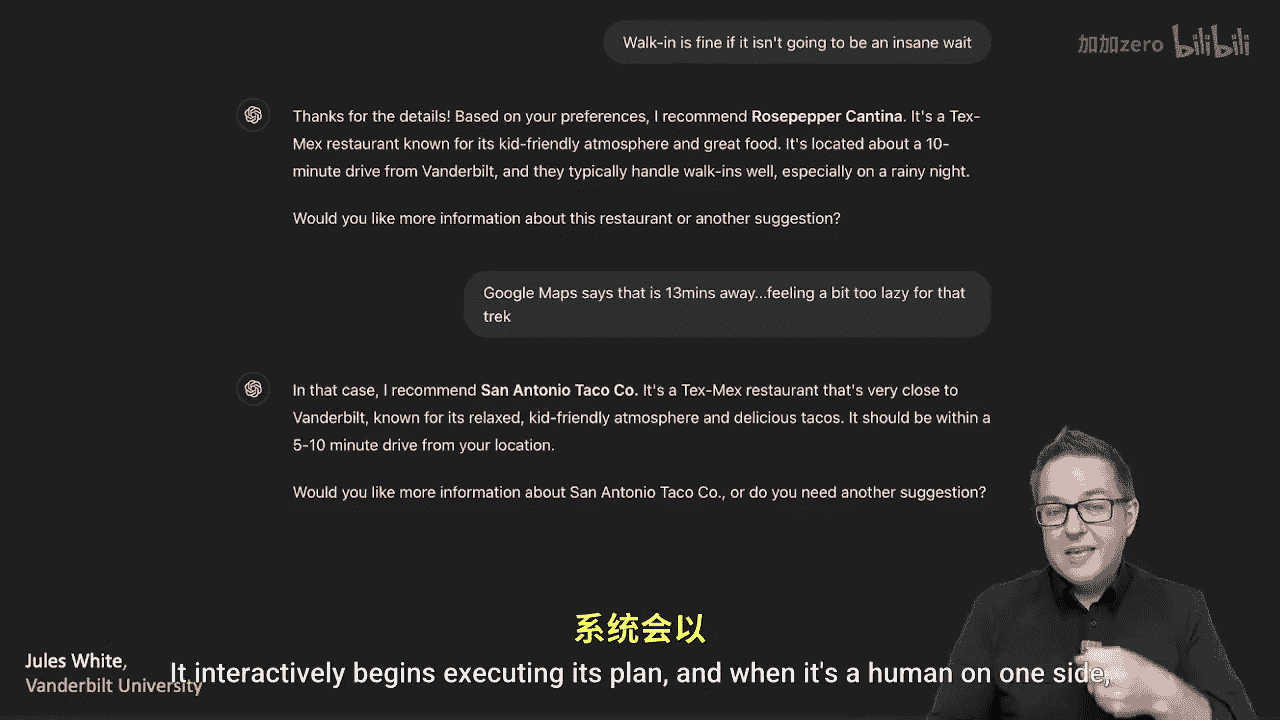 Walk-in is fine if it isn't going to be an insane wait
加加zero bilibili
Thanks for the details! Based on your preferences, I recommend Rosepepper Cantina. It's a Tex-
Mex restaurant known for its kid-friendly atmosphere and great food. It's located about a 10-
minute drive from Vanderbilt, and they typically handle walk-ins well, especially on a rainy night.
Would you like more information about this restaurant or another suggestion?
Google Maps says that is 13mins away...feeling a bit too lazy for that
trek
In that case, I recommend San Antonio Taco Co. It's a Tex-Mex restaurant that's very close to
Vanderbilt, known for its relaxed, kid-friendly atmosphere and delicious tacos. It should be within a
5-10 minute drive from your location.
Would you like more information about San Antonio Taco Co., or do you need another suggestion?
系统会以
It interactively begins executing its plan, and when it's a human on one side,
Jules White,
Vanderbilt University